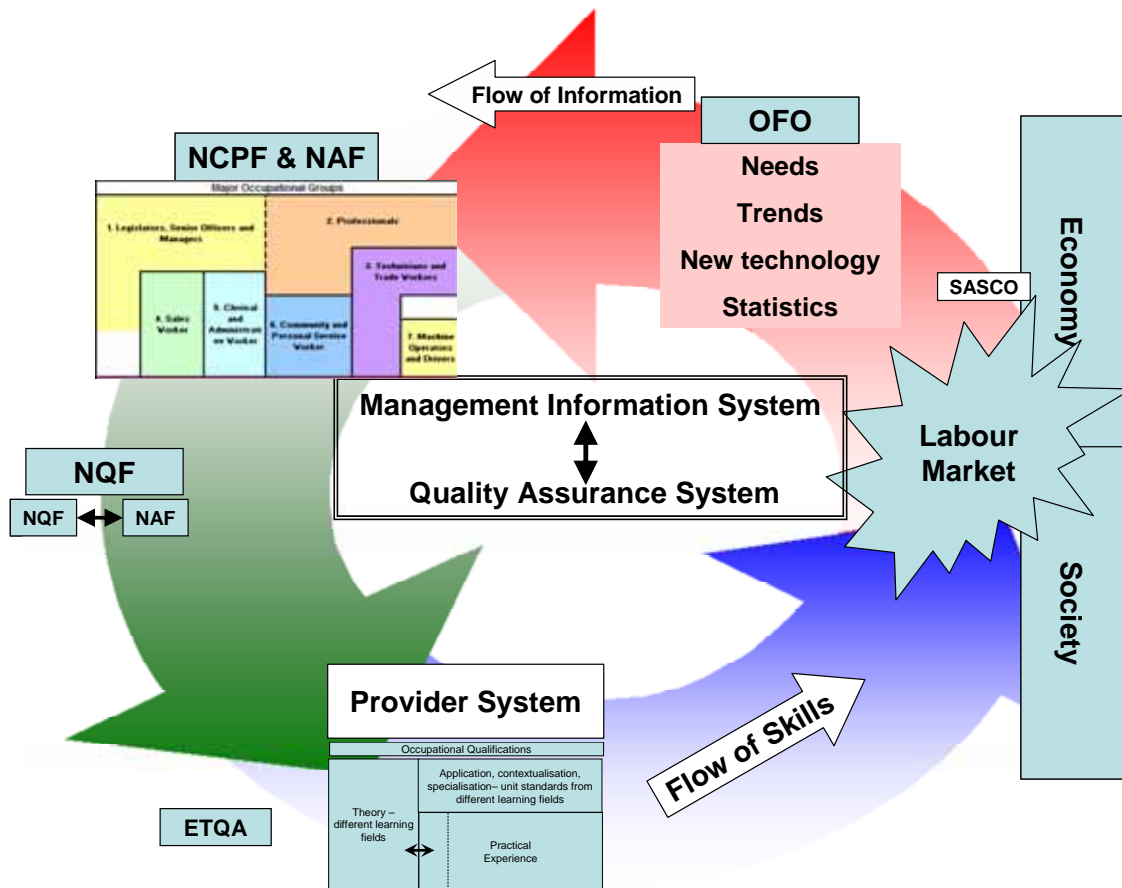 Flow of Information
OFO
Needs
Trends
New technology
Statistics
NCPF & NAF
Major Occupational Groups
1. Legislators, Senior Officers and
Managers
2. Professionals
3. Technicians and
Trade Workers
4. Sales
Worker
5. Clerical
and
Administrati
ve Worker
6. Community and
Personal Service
Worker
7. Machine
Operators
and Drivers
Economy
SASCO
Labour
Market
Society
Management Information System
Quality Assurance System
NQF
NQF
NAF
Provider System
Occupational Qualifications
Theory –
different learning
fields
Application, contextualisation,
specialisation– unit standards from
different learning fields
Practical
Experience
ETQA
Flow of Skills